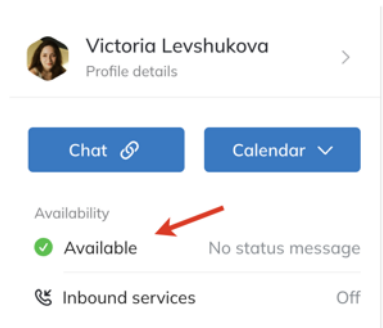 Victoria Levshukova
Profile details
Chat
Calendar
Availability
Available No status message
Inbound services Off